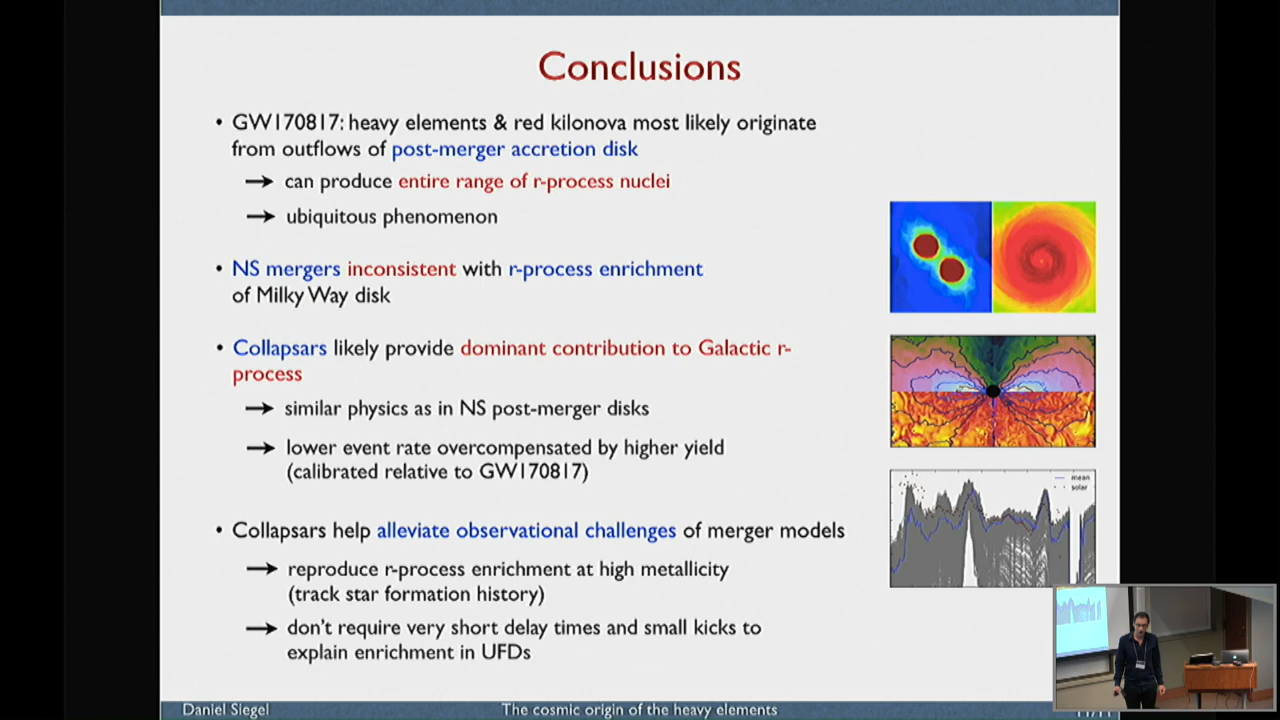 Conclusions
• GW170817: heavy elements & red kilonova most likely originate
from outflows of post-merger accretion disk
→ can produce entire range of r-process nuclei
→ ubiquitous phenomenon
• NS mergers inconsistent with r-process enrichment
of Milky Way disk
• Collapsars likely provide dominant contribution to Galactic r-
process
→ similar physics as in NS post-merger disks
→ lower event rate overcompensated by higher yield
(calibrated relative to GW170817)
• Collapsars help alleviate observational challenges of merger models
→ reproduce r-process enrichment at high metallicity
(track star formation history)
→ don't require very short delay times and small kicks to
explain enrichment in UFDs
mean
solar
Daniel Siegel
The cosmic origin of the heavy elements